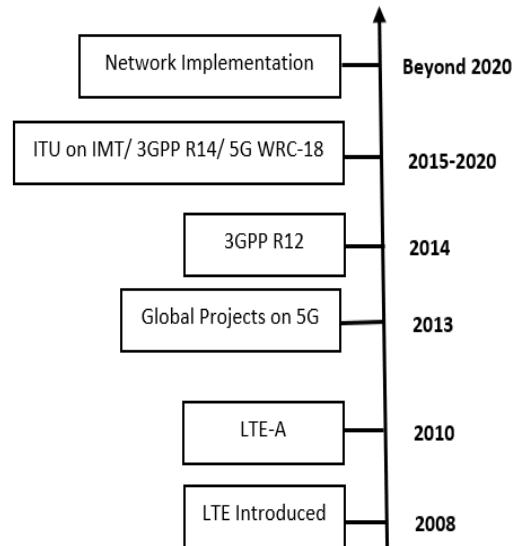 Network Implementation
Beyond 2020
ITU on IMT/ 3GPP R14/ 5G WRC-18
2015-2020
3GPP R12
2014
Global Projects on 5G
2013
LTE-A
2010
LTE Introduced
2008